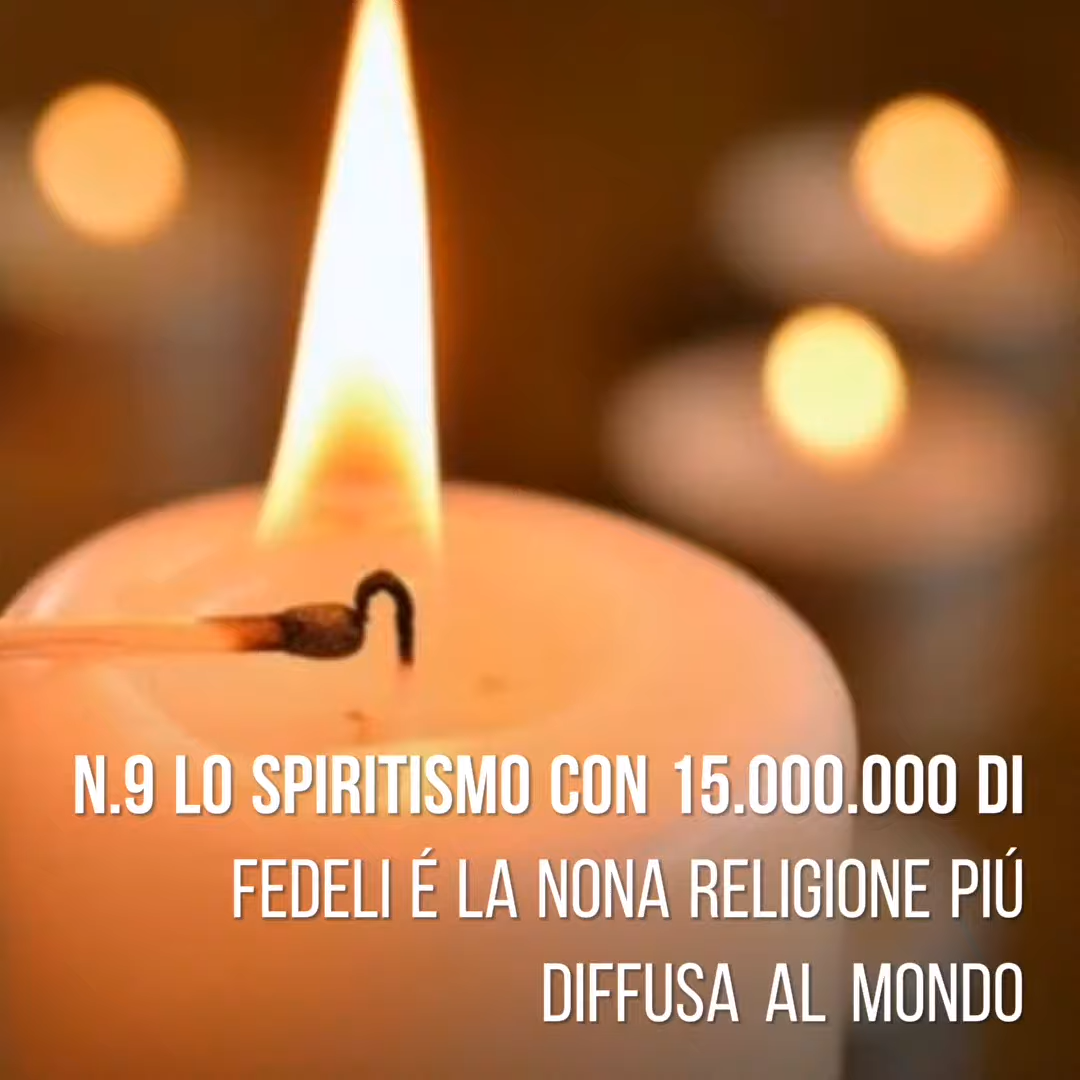 N.9 LO SPIRITISMO CON 15.000.000 DI
FEDELI É LA NONA RELIGIONE PIÚ
DIFFUSA AL MONDO